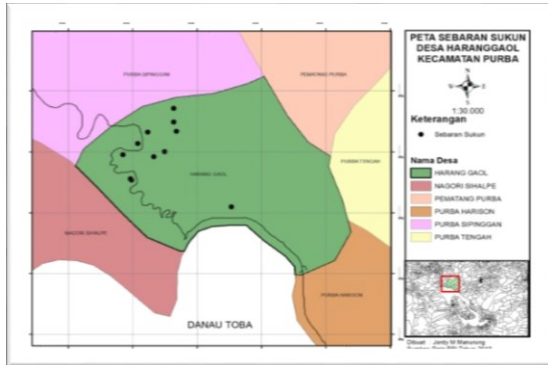 PETA SEBARAN SUKUN
DESA HARANGGAOL
KECAMATAN PURBA
N
W
E
S
1:30.000
Keterangan
Sebaran Sukun
Nama Desa
HARANG GAOL
NAGORI SIHALPE
PEMATANG PURBA
PURBA HARISON
PURBA SIPINGGAN
PURBA TENGAH
PURBA SIPINGGAN
PEMATANG PURBA
PURBA TENGAH
HARANG GAOL
NAGORI SIHALPE
PURBA HARISON
DANAU TOBA
Dibuat